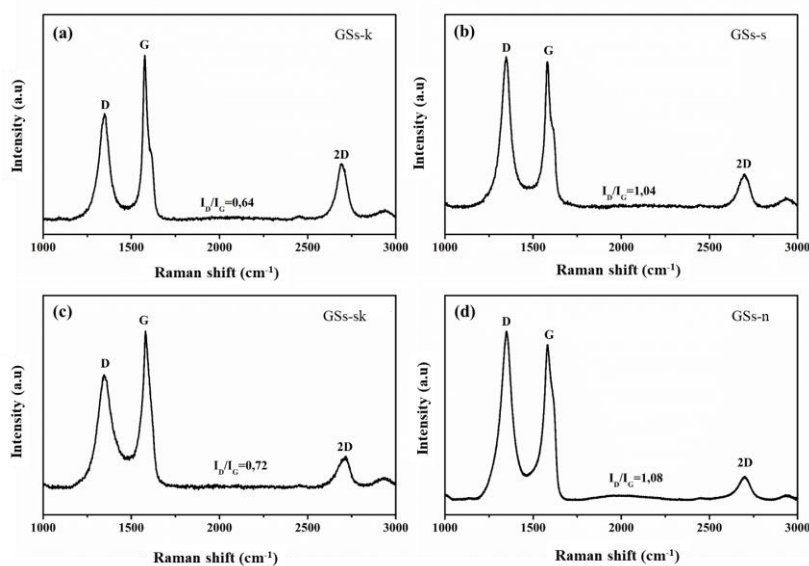 (a) GSs-k
G
D
2D
I_D/I_G=0,64
Intensity (a.u)
1000 1500 2000 2500 3000
Raman shift (cm⁻¹)
(b) GSs-s
D G
2D
I_D/I_G=1,04
Intensity (a.u)
1000 1500 2000 2500 3000
Raman shift (cm⁻¹)
(c) GSs-sk
G
D
2D
I_D/I_G=0,72
Intensity (a.u)
1000 1500 2000 2500 3000
Raman shift (cm⁻¹)
(d) GSs-n
D G
2D
I_D/I_G=1,08
Intensity (a.u)
1000 1500 2000 2500 3000
Raman shift (cm⁻¹)